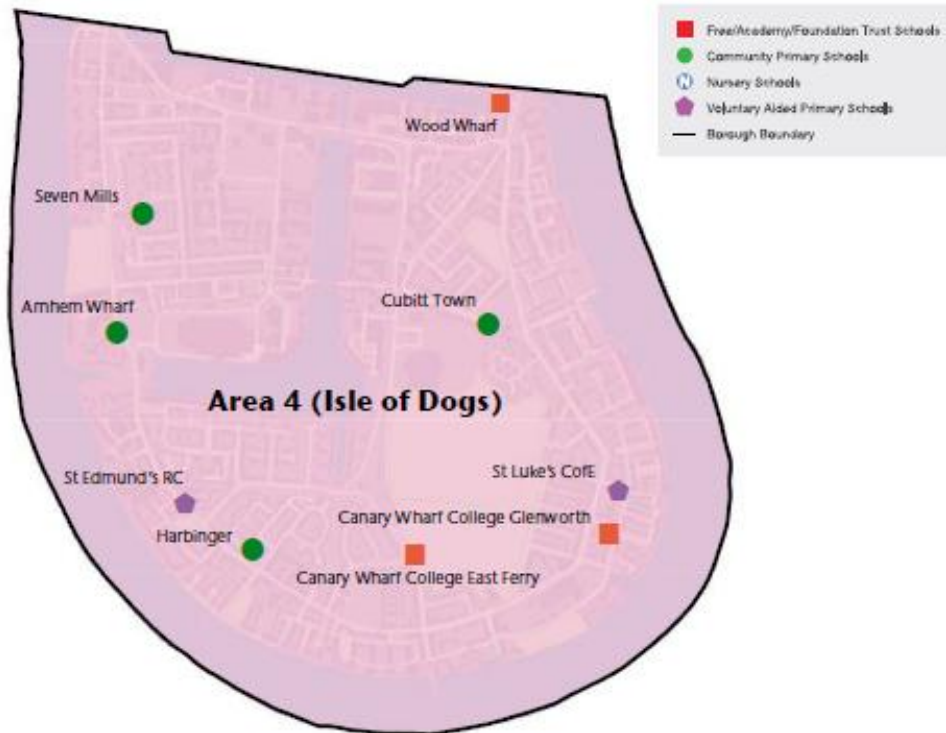 Free/Academy/Foundation Trust Schools
Community Primary Schools
N
Nursery Schools
Voluntary Aided Primary Schools
Borough Boundary
Wood Wharf
Seven Mills
Arnhem Wharf
Cubitt Town
Area 4 (Isle of Dogs)
St Edmund's RC
St Luke's CofE
Canary Wharf College Glenworth
Harbinger
Canary Wharf College East Ferry